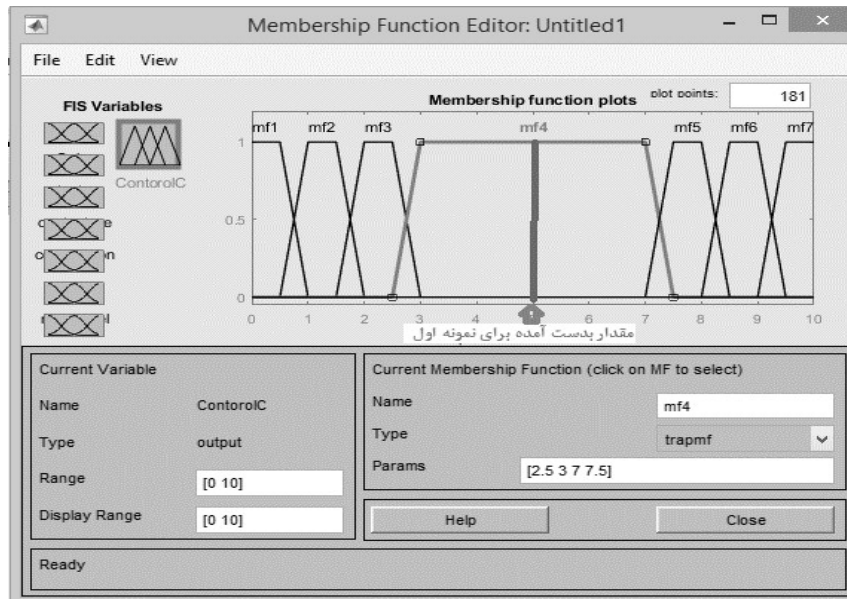 Membership Function Editor: Untitled1
File Edit View
FIS Variables
ContorolC
Membership function plots
plot points:
181
mf1 mf2 mf3 mf4 mf5 mf6 mf7
1
0.5
0
0 1 2 3 4 5 6 7 8 9 10
مقدار بدست آمده برای نمونه اول
Current Variable
Name ContorolC
Type output
Range [0 10]
Display Range [0 10]
Current Membership Function (click on MF to select)
Name mf4
Type trapmf
Params [2.5 3 7 7.5]
Help Close
Ready